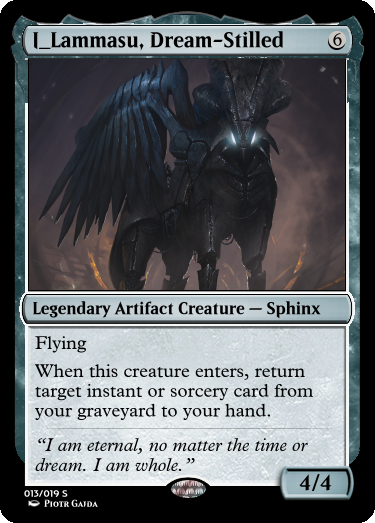 I_Lammasu, Dream-Stilled
6
Legendary Artifact Creature — Sphinx
Flying
When this creature enters, return
target instant or sorcery card from
your graveyard to your hand.
“I am eternal, no matter the time or
dream. I am whole.”
4/4
013/019 S
Piotr Gajda